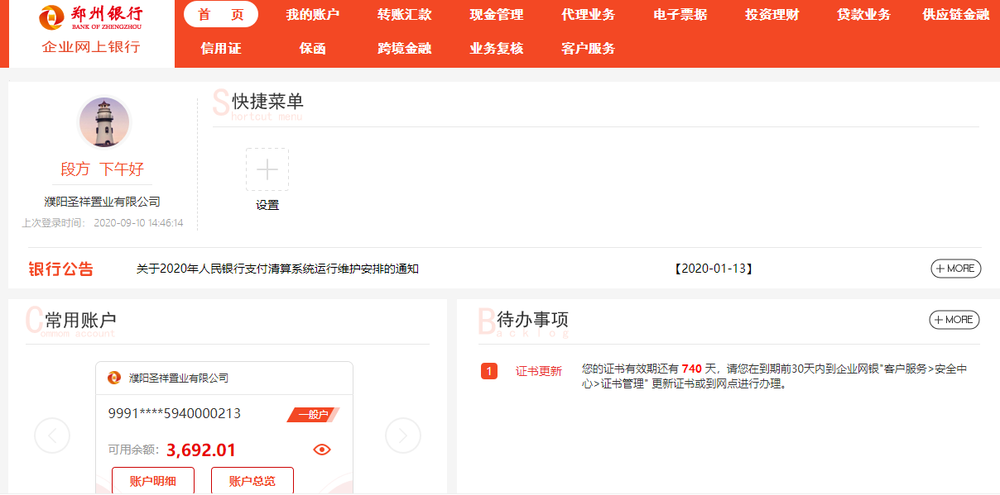 郑州银行
BANK OF ZHENGZHOU
企业网上银行
首 页 我的账户 转账汇款 现金管理 代理业务 电子票据 投资理财 贷款业务 供应链金融
信用证 保函 跨境金融 业务复核 客户服务
段方 下午好
濮阳圣祥置业有限公司
上次登录时间： 2020-09-10 14:46:14
S快捷菜单
hortcut menu
设置
银行公告 关于2020年人民银行支付清算系统运行维护安排的通知 【2020-01-13】 MORE
C常用账户
ommom account
濮阳圣祥置业有限公司
9991****5940000213 一般户
可用余额： 3,692.01
账户明细 账户总览
B待办事项 MORE
acklog
1 证书更新 您的证书有效期还有 740 天，请您在到期前30天内到企业网银"客户服务>安全中
心>证书管理" 更新证书或到网点进行办理。